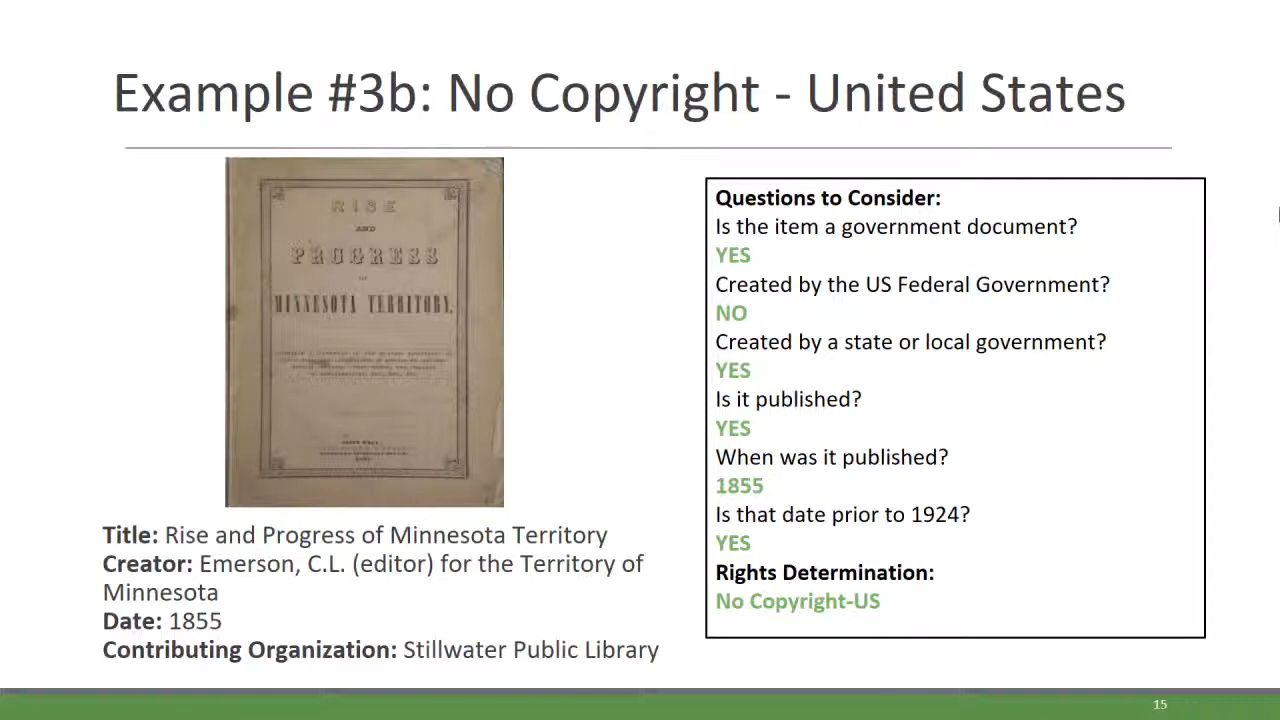 Example #3b: No Copyright - United States
RISE
AND
PROGRESS
OF
MINNESOTA TERRITORY.
Title: Rise and Progress of Minnesota Territory
Creator: Emerson, C.L. (editor) for the Territory of
Minnesota
Date: 1855
Contributing Organization: Stillwater Public Library
Questions to Consider:
Is the item a government document?
YES
Created by the US Federal Government?
NO
Created by a state or local government?
YES
Is it published?
YES
When was it published?
1855
Is that date prior to 1924?
YES
Rights Determination:
No Copyright-US
15